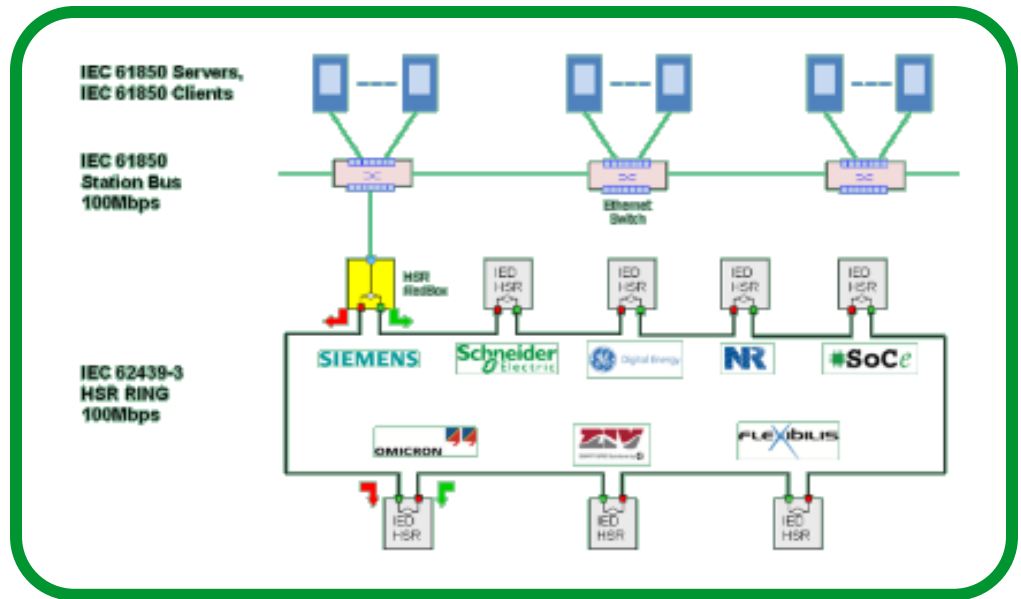 IEC 61850 Servers,
IEC 61850 Clients
IEC 61850
Station Bus
100Mbps
Ethernet
Switch
HSR
RedBox
IED
HSR
IED
HSR
IED
HSR
IED
HSR
SIEMENS
Schneider
Electric
GE Digital Energy
NR
#SoCe
IEC 62439-3
HSR RING
100Mbps
OMICRON
ZIV
FLEXIBILIS
IED
HSR
IED
HSR
IED
HSR